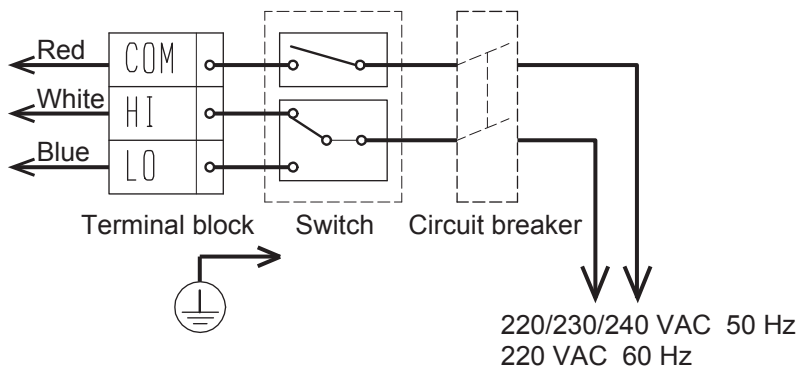 Red
COM
White
HI
Blue
LO
Terminal block
Switch
Circuit breaker
220/230/240 VAC 50 Hz
220 VAC 60 Hz